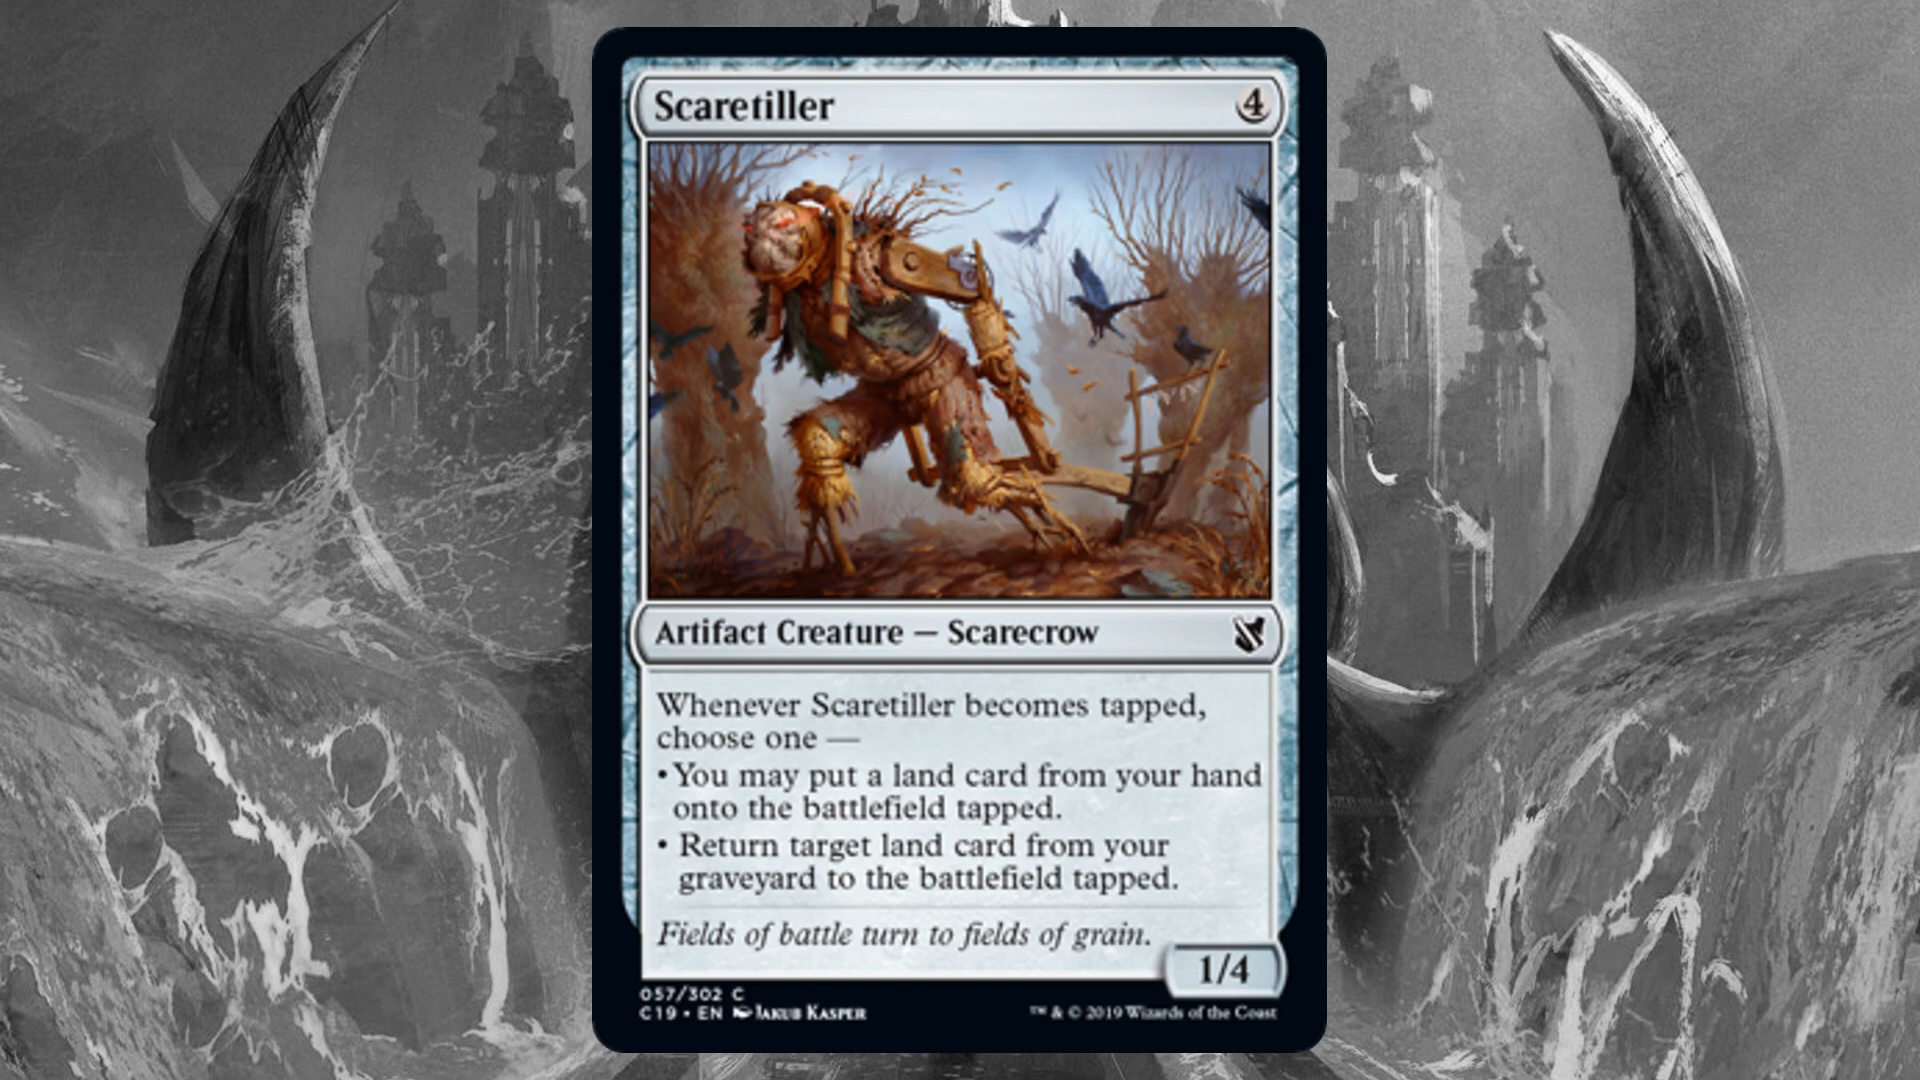 Scaretiller 4
Artifact Creature — Scarecrow
Whenever Scaretiller becomes tapped,
choose one —
•You may put a land card from your hand
onto the battlefield tapped.
• Return target land card from your
graveyard to the battlefield tapped.
Fields of battle turn to fields of grain.
1/4
057/302 C
C19 • EN Jakub Kasper
™ & © 2019 Wizards of the Coast